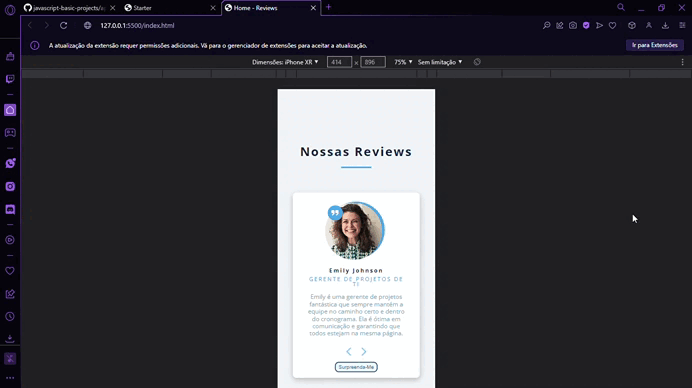 javascript-basic-projects/
Starter
Home - Reviews
127.0.0.1:5500/index.html
A atualização da extensão requer permissões adicionais. Vá para o gerenciador de extensões para aceitar a atualização.
Ir para Extensões
Dimensões: iPhone XR ▼ 414 × 896 75% ▼ Sem limitação ▼
Nossas Reviews
Emily Johnson
GERENTE DE PROJETOS DE
TI
Emily é uma gerente de projetos
fantástica que sempre mantém a
equipe no caminho certo e dentro
do cronograma. Ela é ótima em
comunicação e garantindo que
todos estejam na mesma página.
Surpreenda-Me